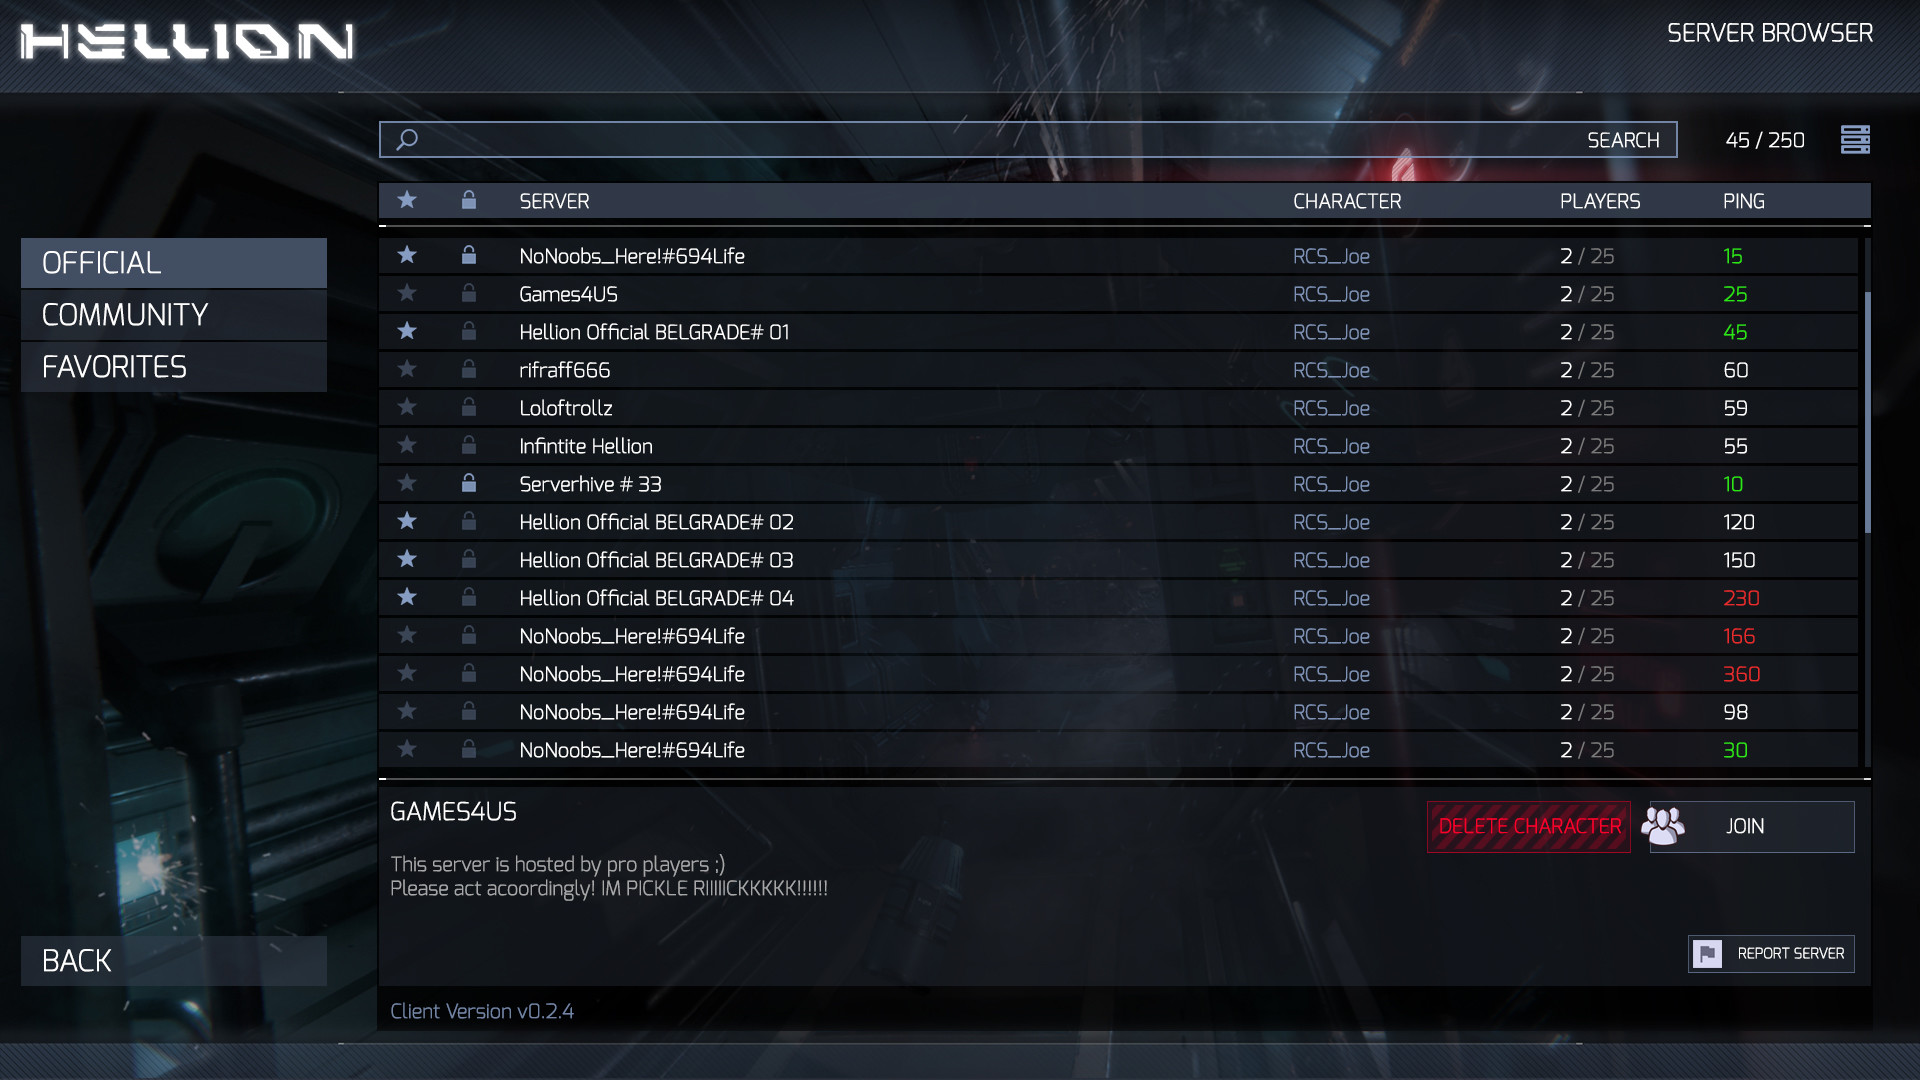 HELLION
SERVER BROWSER
SEARCH
45 / 250
SERVER CHARACTER PLAYERS PING
OFFICIAL
COMMUNITY
FAVORITES
NoNoobs_Here!#694Life RCS_Joe 2 / 25 15
Games4US RCS_Joe 2 / 25 25
Hellion Official BELGRADE# 01 RCS_Joe 2 / 25 45
rifraff666 RCS_Joe 2 / 25 60
Loloftrollz RCS_Joe 2 / 25 59
Infintite Hellion RCS_Joe 2 / 25 55
Serverhive # 33 RCS_Joe 2 / 25 10
Hellion Official BELGRADE# 02 RCS_Joe 2 / 25 120
Hellion Official BELGRADE# 03 RCS_Joe 2 / 25 150
Hellion Official BELGRADE# 04 RCS_Joe 2 / 25 230
NoNoobs_Here!#694Life RCS_Joe 2 / 25 166
NoNoobs_Here!#694Life RCS_Joe 2 / 25 360
NoNoobs_Here!#694Life RCS_Joe 2 / 25 98
NoNoobs_Here!#694Life RCS_Joe 2 / 25 30
GAMES4US
DELETE CHARACTER
JOIN
This server is hosted by pro players ;)
Please act acoordingly! IM PICKLE RIIIIICKKKKK!!!!!!
BACK
REPORT SERVER
Client Version v0.2.4